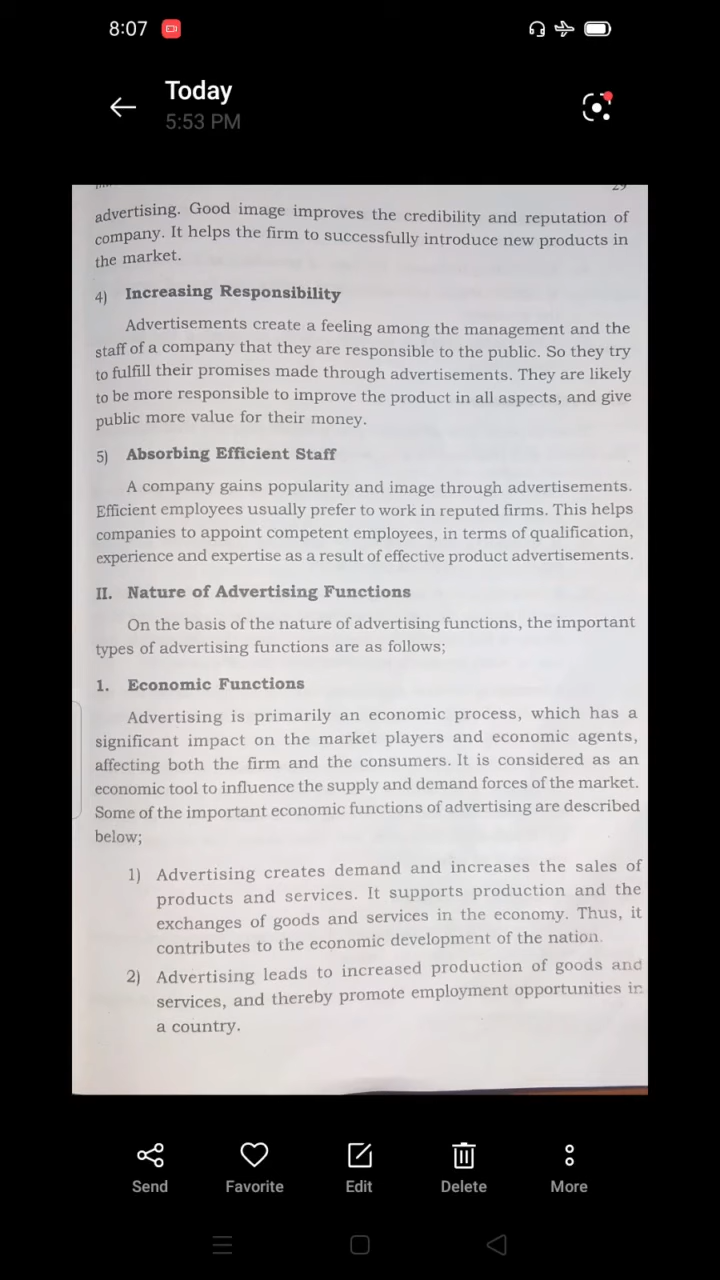 8:07
Today
5:53 PM
29
advertising. Good image improves the credibility and reputation of
company. It helps the firm to successfully introduce new products in
the market.
4) Increasing Responsibility
Advertisements create a feeling among the management and the
staff of a company that they are responsible to the public. So they try
to fulfill their promises made through advertisements. They are likely
to be more responsible to improve the product in all aspects, and give
public more value for their money.
5) Absorbing Efficient Staff
A company gains popularity and image through advertisements.
Efficient employees usually prefer to work in reputed firms. This helps
companies to appoint competent employees, in terms of qualification,
experience and expertise as a result of effective product advertisements.
II. Nature of Advertising Functions
On the basis of the nature of advertising functions, the important
types of advertising functions are as follows;
1. Economic Functions
Advertising is primarily an economic process, which has a
significant impact on the market players and economic agents,
affecting both the firm and the consumers. It is considered as an
economic tool to influence the supply and demand forces of the market.
Some of the important economic functions of advertising are described
below;
1) Advertising creates demand and increases the sales of
products and services. It supports production and the
exchanges of goods and services in the economy. Thus, it
contributes to the economic development of the nation.
2) Advertising leads to increased production of goods and
services, and thereby promote employment opportunities in
a country.
Send
Favorite
Edit
Delete
More